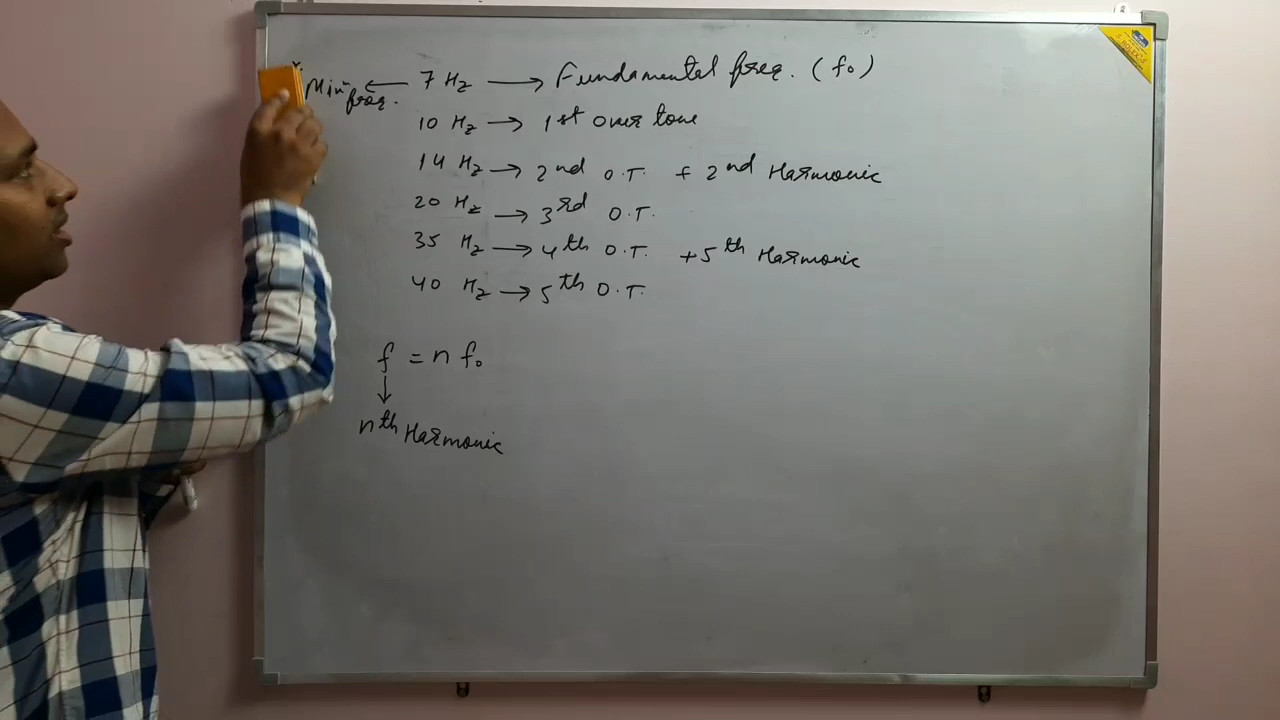 Min^m freq. ← 7 Hz → Fundamental freq. (f₀)
10 Hz → 1st over tone
14 Hz → 2nd O.T. + 2nd Harmonic
20 Hz → 3rd O.T.
35 Hz → 4th O.T. +5th Harmonic
40 Hz → 5th O.T.
f = n f₀
↓
nth Harmonic